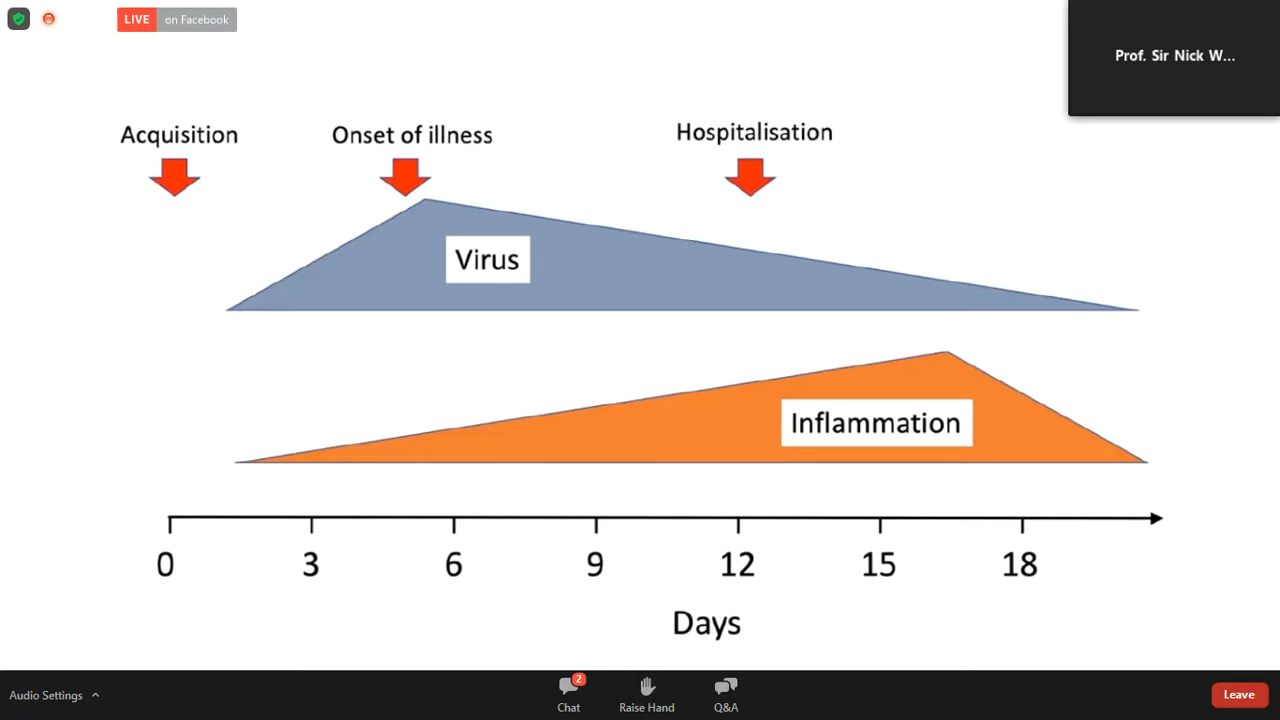 LIVE on Facebook
Prof. Sir Nick W...
Acquisition
Onset of illness
Hospitalisation
Virus
Inflammation
0 3 6 9 12 15 18
Days
Audio Settings
2
Chat
Raise Hand
Q&A
Leave